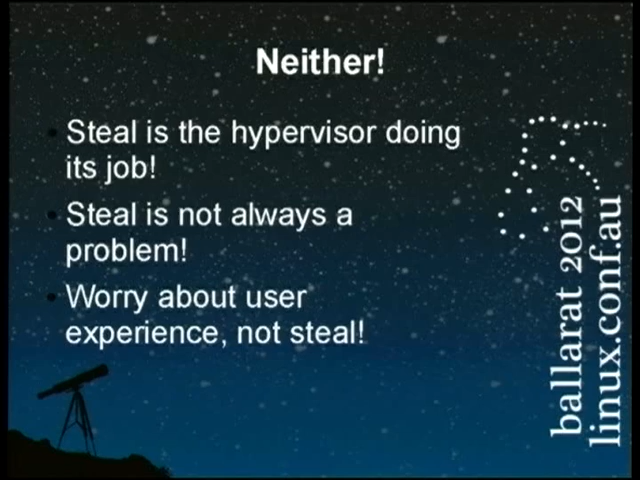 Neither!
Steal is the hypervisor doing
its job!
Steal is not always a
problem!
Worry about user
experience, not steal!
ballarat 2012
linux.conf.au